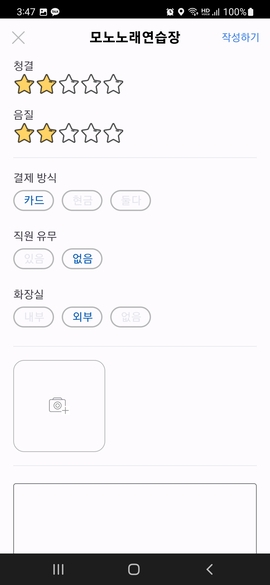 3:47 100%
모노노래연습장 작성하기
청결
음질
결제 방식
카드 현금 둘다
직원 유무
있음 없음
화장실
내부 외부 없음